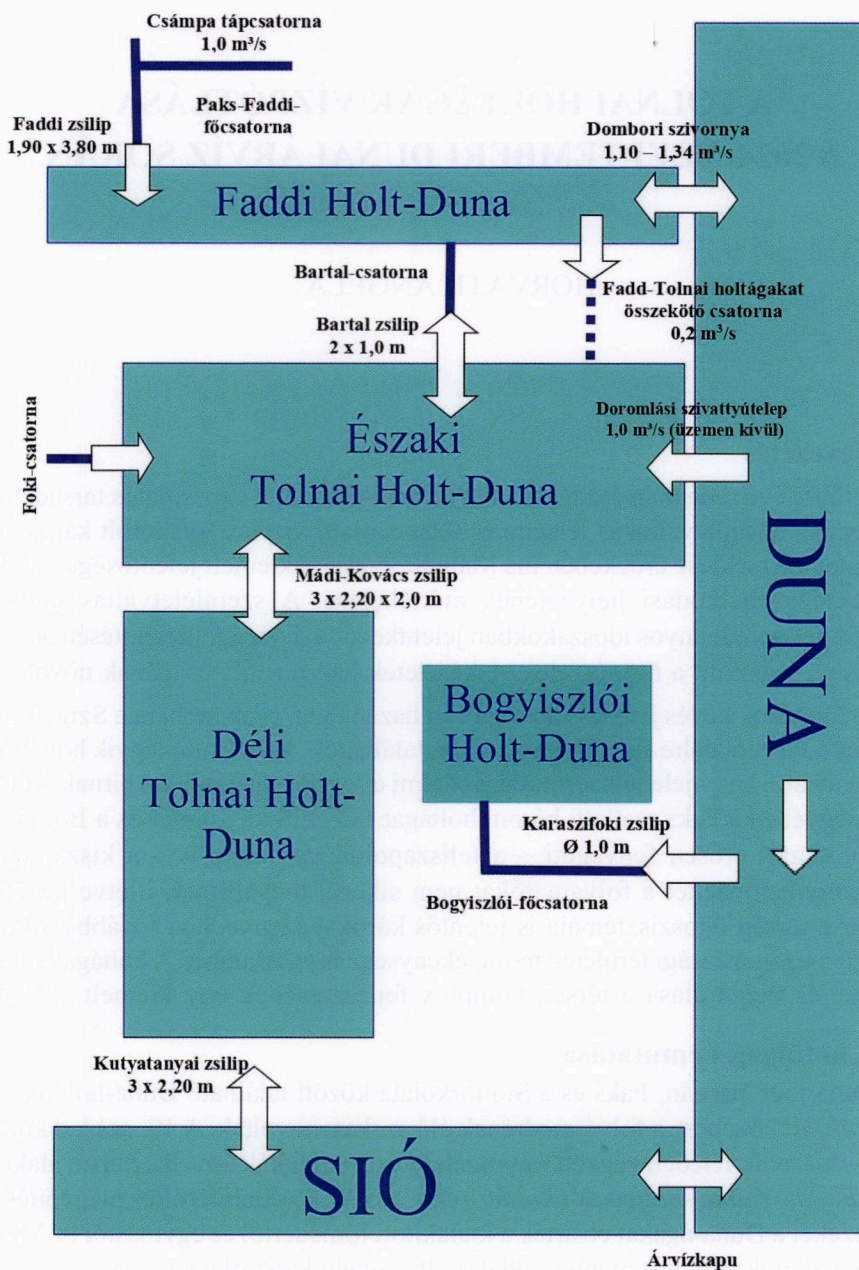 Csámpa tápcsatorna
1,0 m³/s
Paks-Faddi-
főcsatorna
Faddi zsilip
1,90 x 3,80 m
Dombori szivornya
1,10 – 1,34 m³/s
Faddi Holt-Duna
Bartal-csatorna
Fadd-Tolnai holtágakat
összekötő csatorna
0,2 m³/s
Bartal zsilip
2 x 1,0 m
Foki-csatorna
Északi
Tolnai Holt-Duna
Doromlási szivattyútelep
1,0 m³/s (üzemen kívül)
DUNA
Mádi-Kovács zsilip
3 x 2,20 x 2,0 m
Bogyiszlói
Holt-Duna
Déli
Tolnai Holt-
Duna
Karaszifoki zsilip
Ø 1,0 m
Bogyiszlói-főcsatorna
Kutyatanyai zsilip
3 x 2,20 m
SIÓ
Árvízkapu